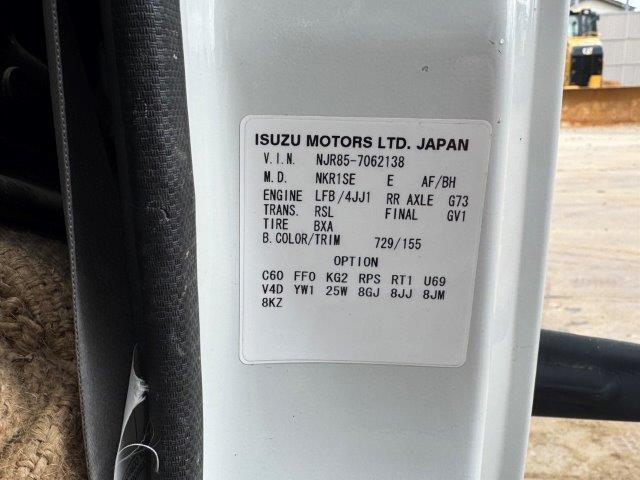 ISUZU MOTORS LTD. JAPAN
V.I.N NJR85-7062138
M.D. NKR1SE E AF/BH
ENGINE LFB/4JJ1 RR AXLE G73
TRANS. RSL FINAL GV1
TIRE BXA
B.COLOR/TRIM 729/155
OPTION
C60 FF0 KG2 RPS RT1 U69
V4D YW1 25W 8GJ 8JJ 8JM
8KZ
CAT